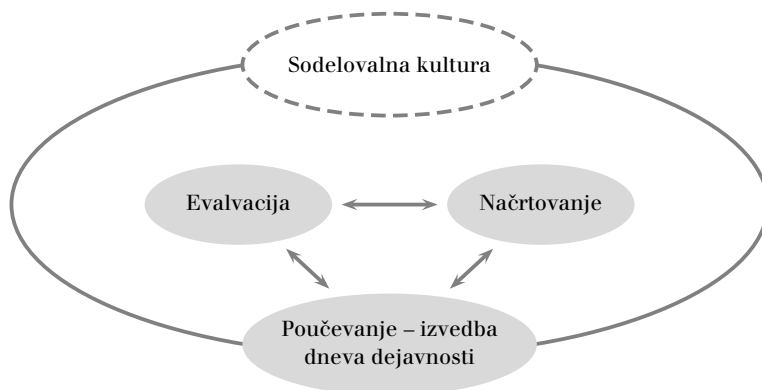 Sodelovalna kultura
Evalvacija
Načrtovanje
Poučevanje – izvedba
dneva dejavnosti